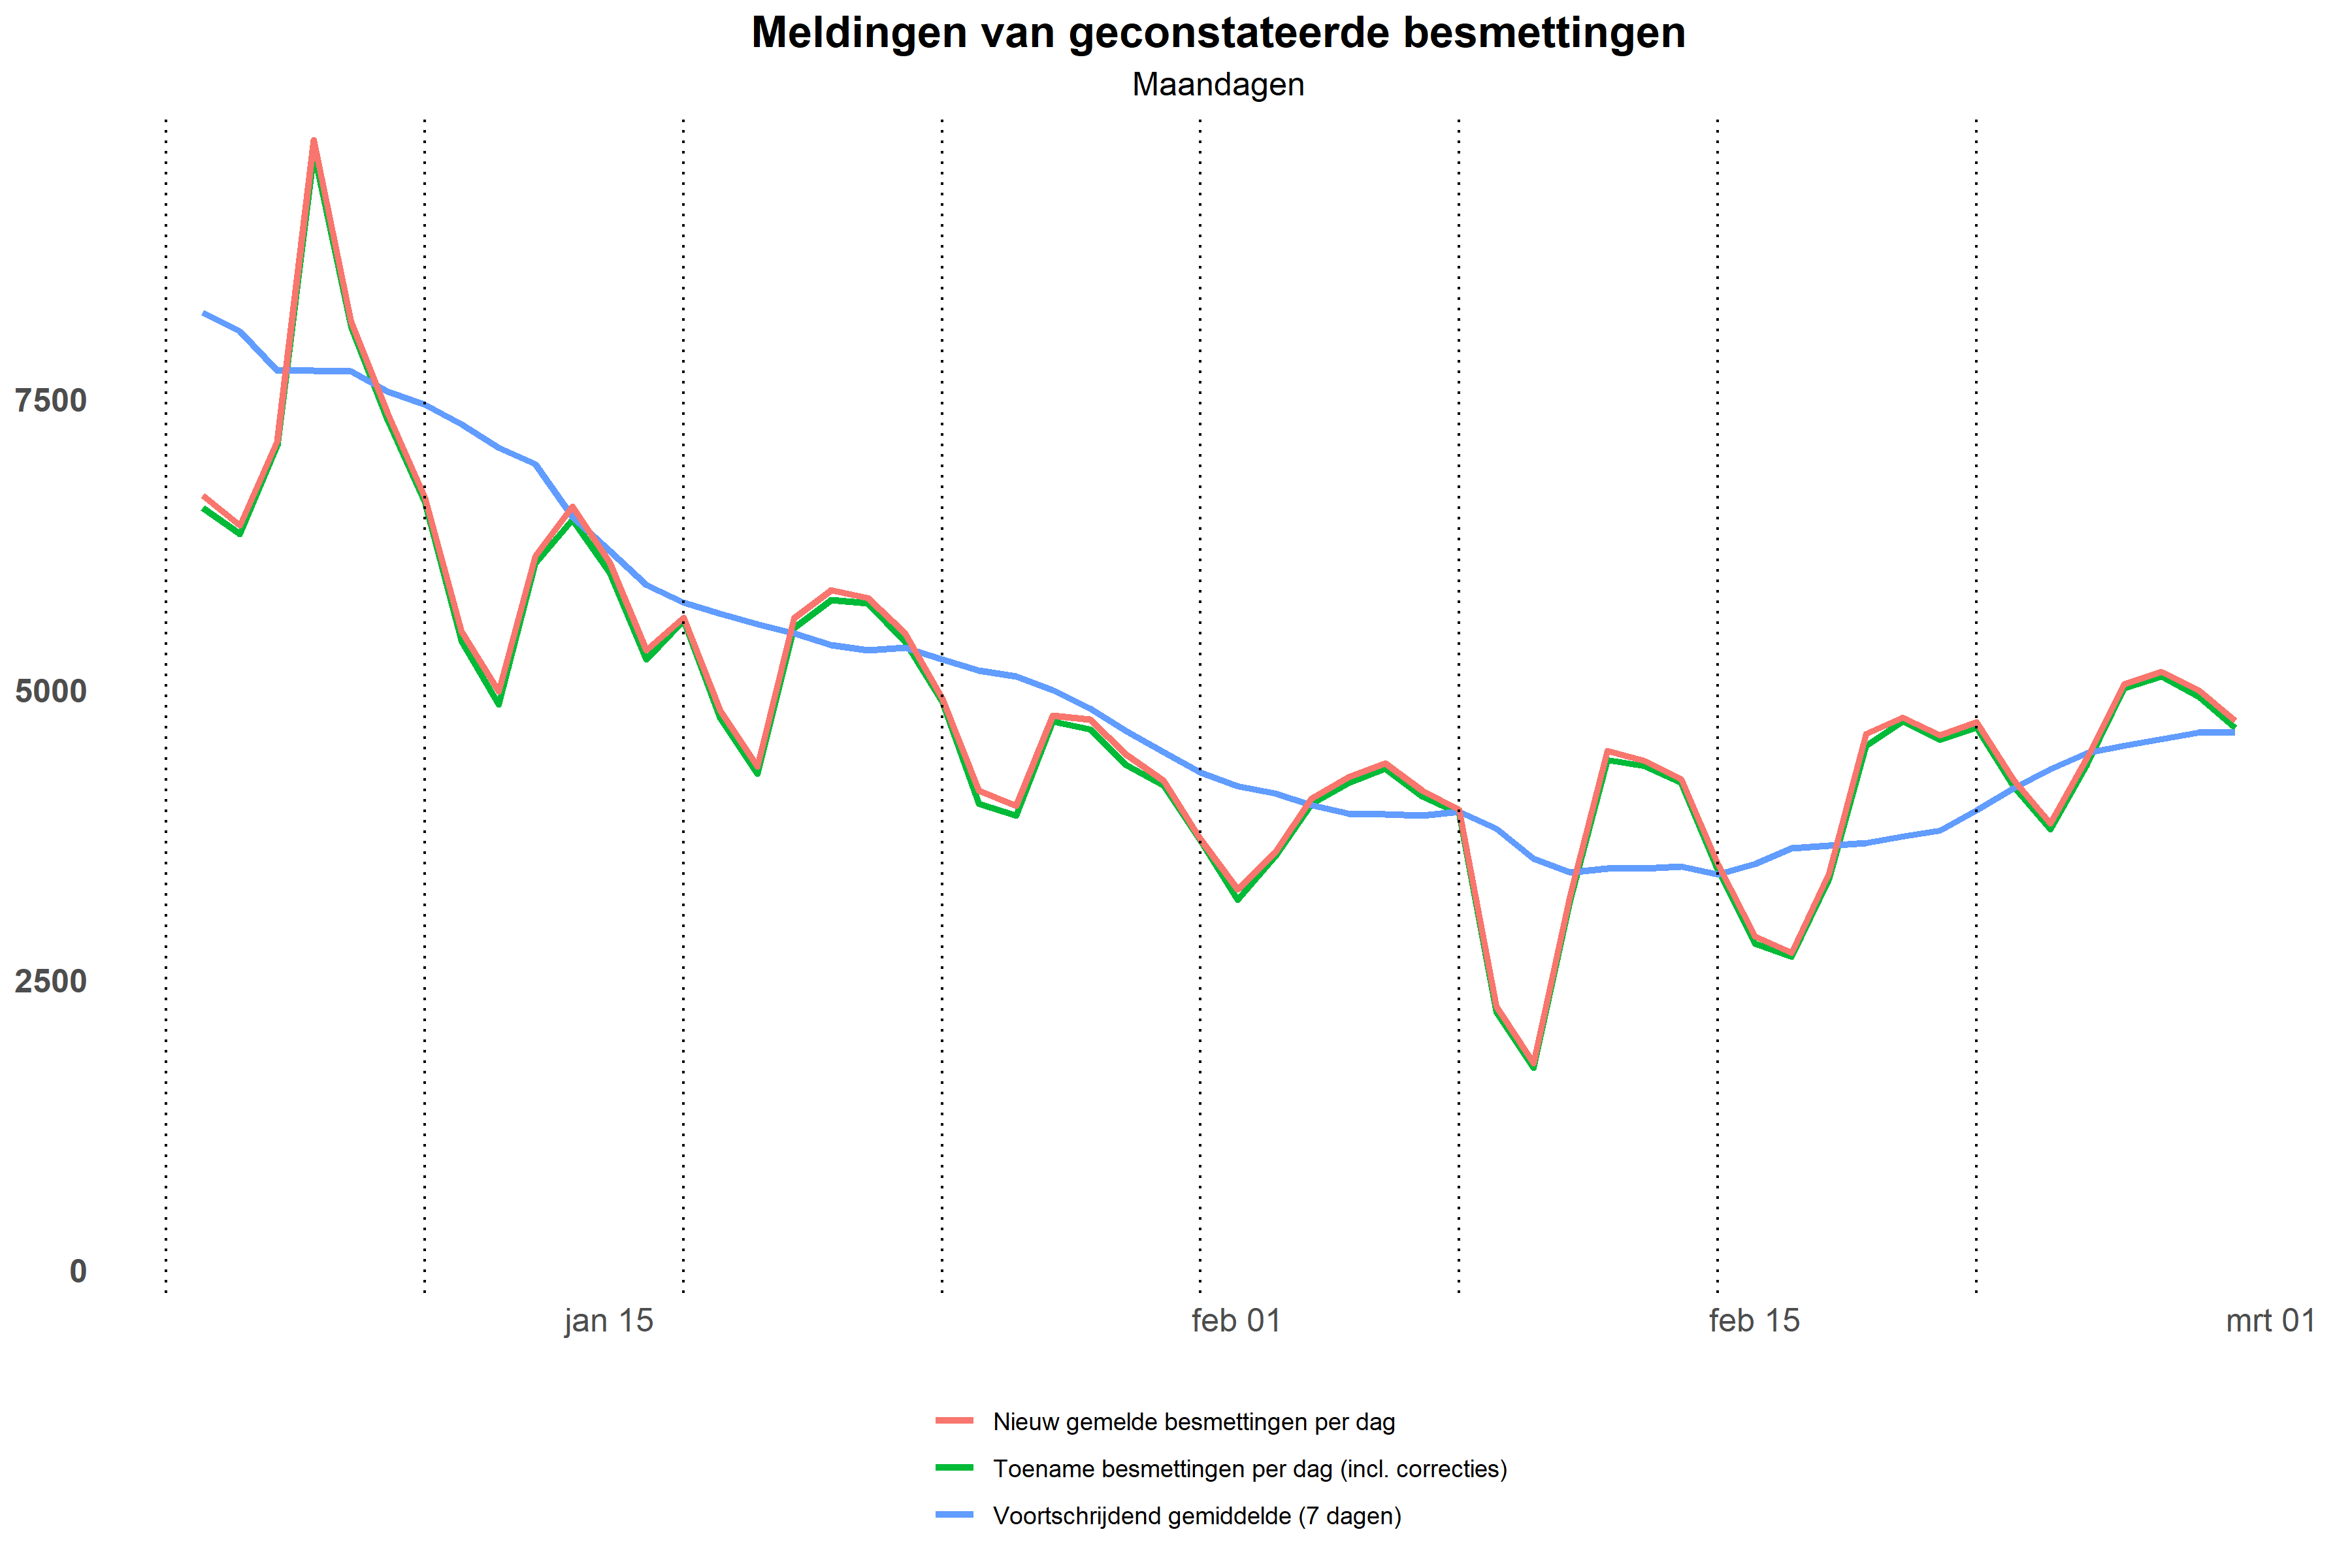 Meldingen van geconstateerde besmettingen
Maandagen
7500
5000
2500
0
jan 15 feb 01 feb 15 mrt 01
Nieuw gemelde besmettingen per dag
Toename besmettingen per dag (incl. correcties)
Voortschrijdend gemiddelde (7 dagen)